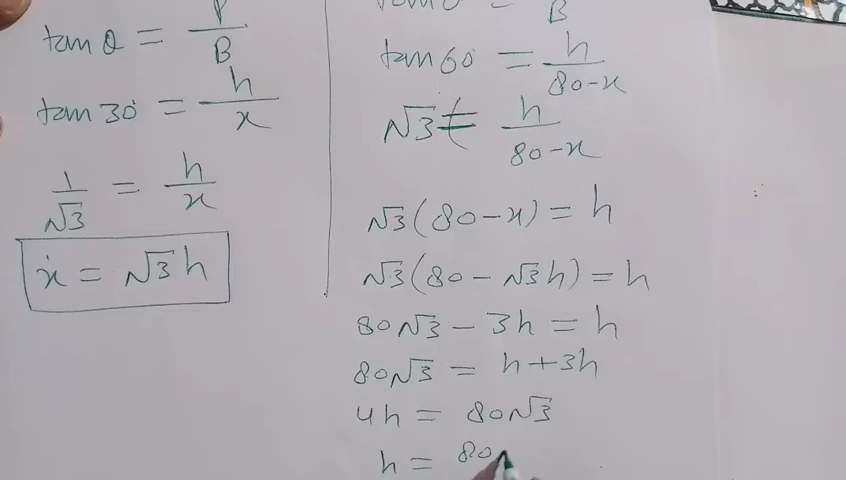 tan θ = P/B
tan 30° = h/x
1/√3 = h/x
x = √3 h
B
tan 60° = h/80-x
√3 = h/80-x
√3(80-x) = h
√3(80-√3h) = h
80√3 - 3h = h
80√3 = h+3h
4h = 80√3
h = 80